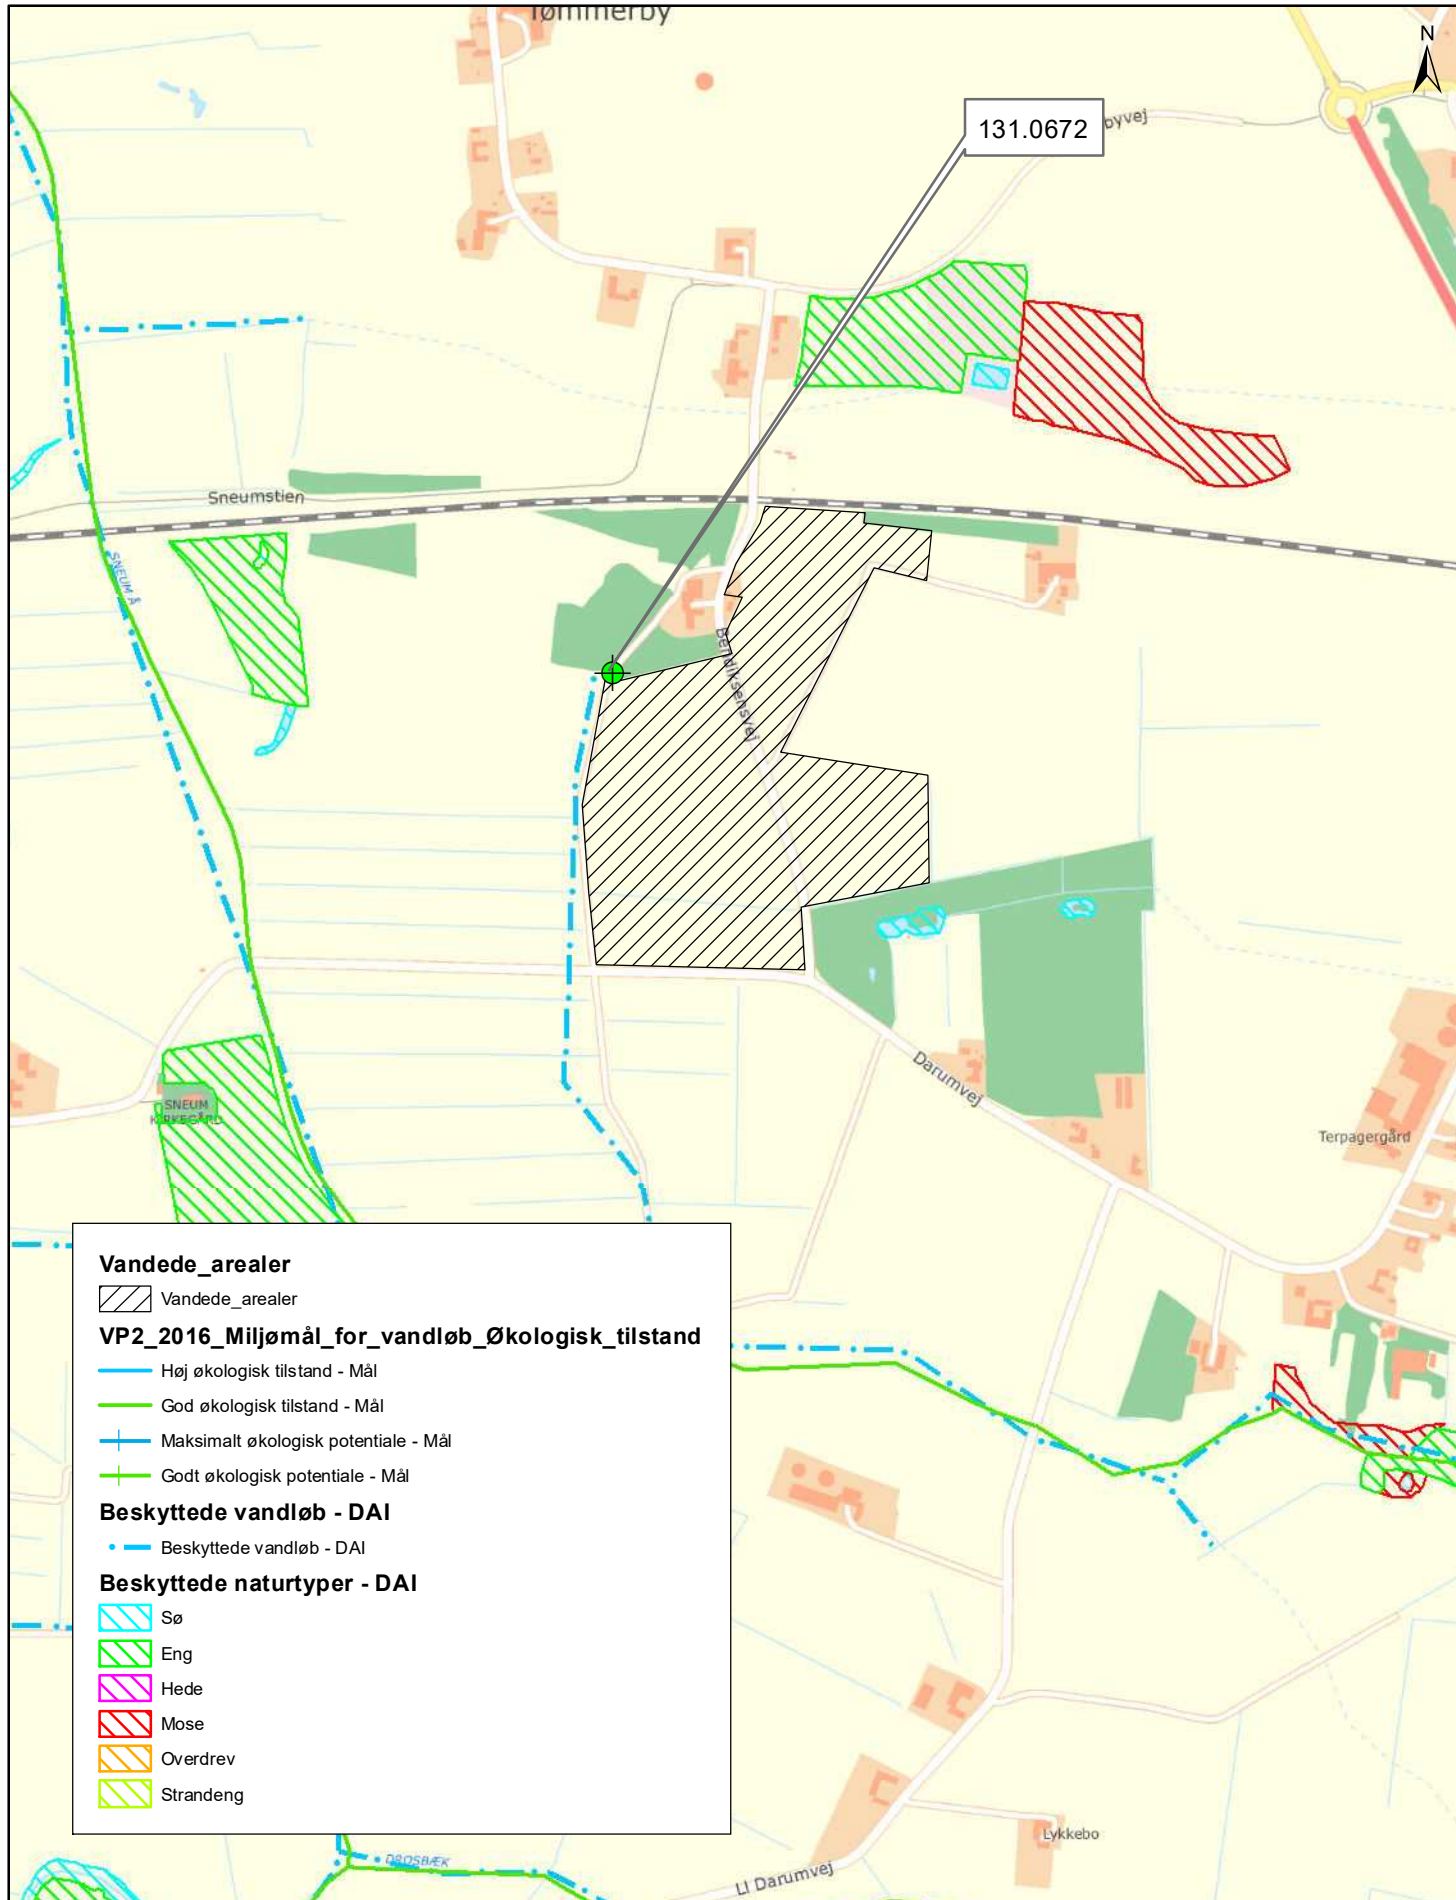 Tømmerby
N
131.0672
byvej
Sneumstien
SNEUM Å
Bendiksensvej
Darumvej
SNEUM
KIRKEGÅRD
Terpagergård
Vandede_arealer
Vandede_arealer
VP2_2016_Miljømål_for_vandløb_Økologisk_tilstand
Høj økologisk tilstand - Mål
God økologisk tilstand - Mål
Maksimalt økologisk potentiale - Mål
Godt økologisk potentiale - Mål
Beskyttede vandløb - DAI
Beskyttede vandløb - DAI
Beskyttede naturtyper - DAI
Sø
Eng
Hede
Mose
Overdrev
Strandeng
Lykkebo
DROSBÆK
Ll Darumvej